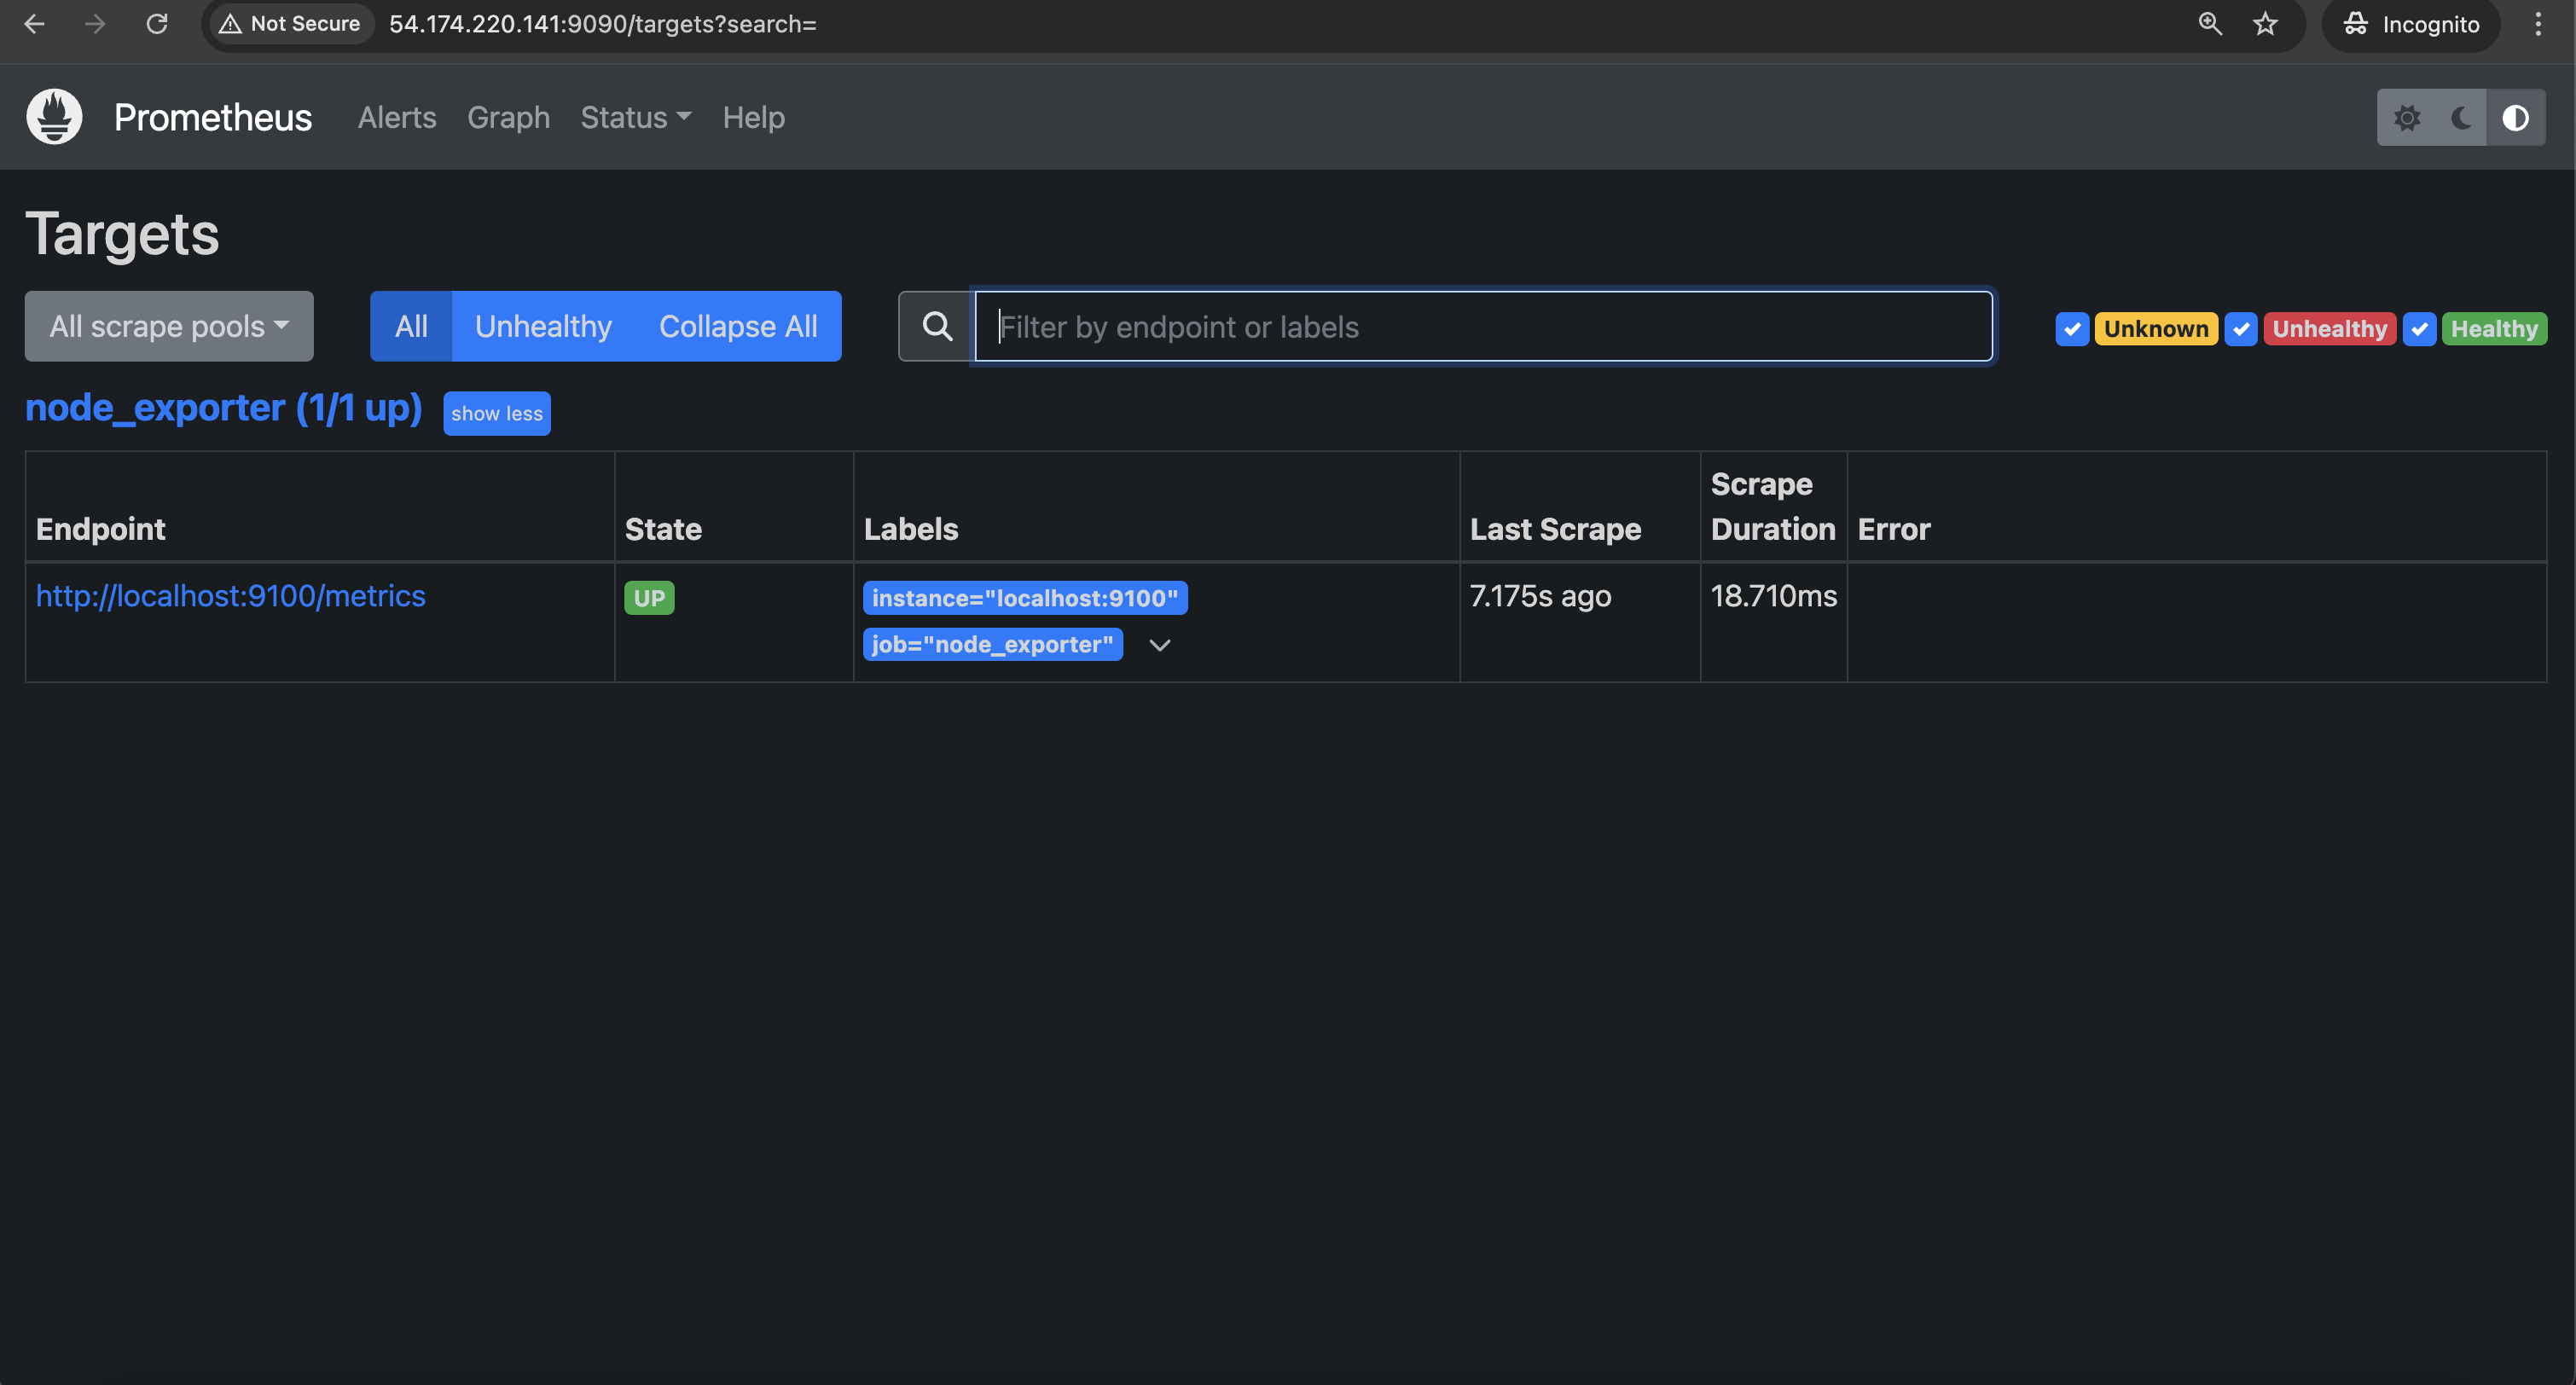 Not Secure 54.174.220.141:9090/targets?search= Incognito
Prometheus Alerts Graph Status Help
Targets
All scrape pools All Unhealthy Collapse All Filter by endpoint or labels Unknown Unhealthy Healthy
node_exporter (1/1 up) show less
Endpoint State Labels Last Scrape Scrape Duration Error
http://localhost:9100/metrics UP instance="localhost:9100" 7.175s ago 18.710ms
job="node_exporter"